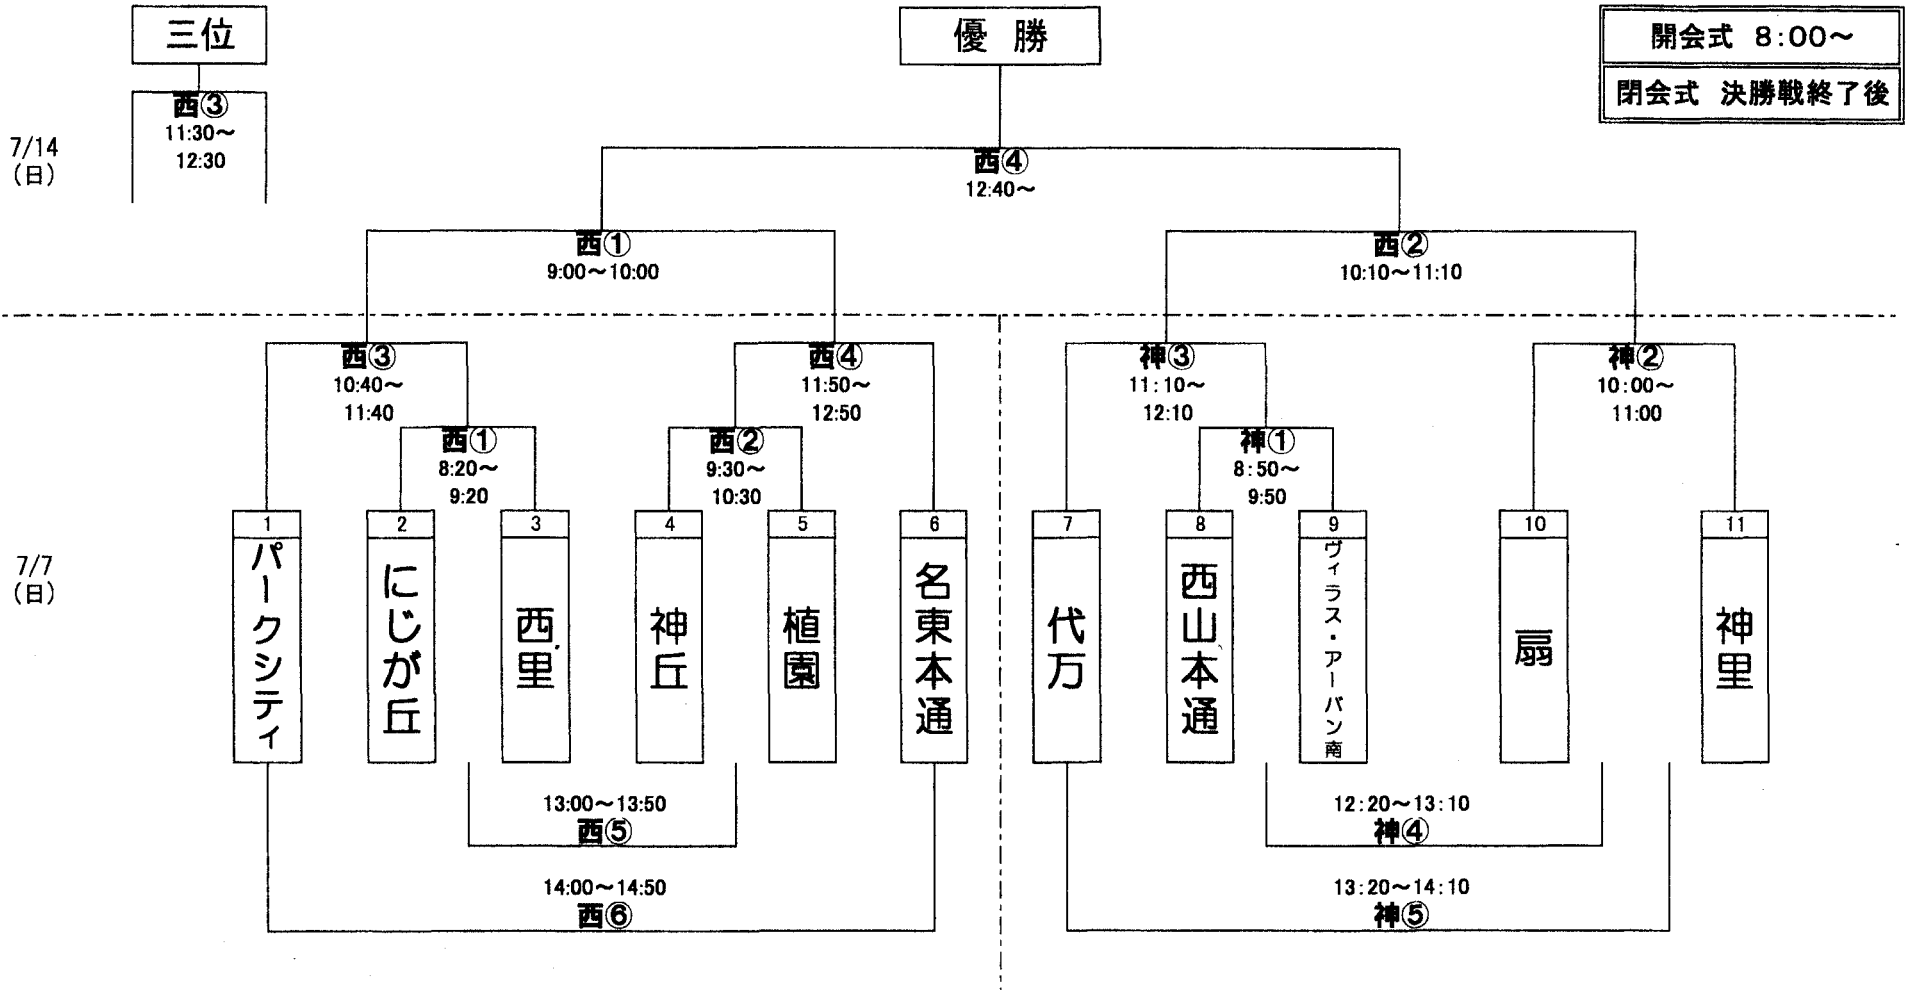 三位
優勝
開会式 8:00～
閉会式 決勝戦終了後
7/14
(日)
西③
11:30～
12:30
西④
12:40～
西①
9:00～10:00
西②
10:10～11:10
西③
10:40～
11:40
西④
11:50～
12:50
神③
11:10～
12:10
神②
10:00～
11:00
西①
8:20～
9:20
西②
9:30～
10:30
神①
8:50～
9:50
7/7
(日)
1
パークシティ
2
にじが丘
3
西里
4
神丘
5
植園
6
名東本通
7
代万
8
西山本通
9
ヴィラス・アーバン南
10
扇
11
神里
13:00～13:50
西⑤
12:20～13:10
神④
14:00～14:50
西⑥
13:20～14:10
神⑤